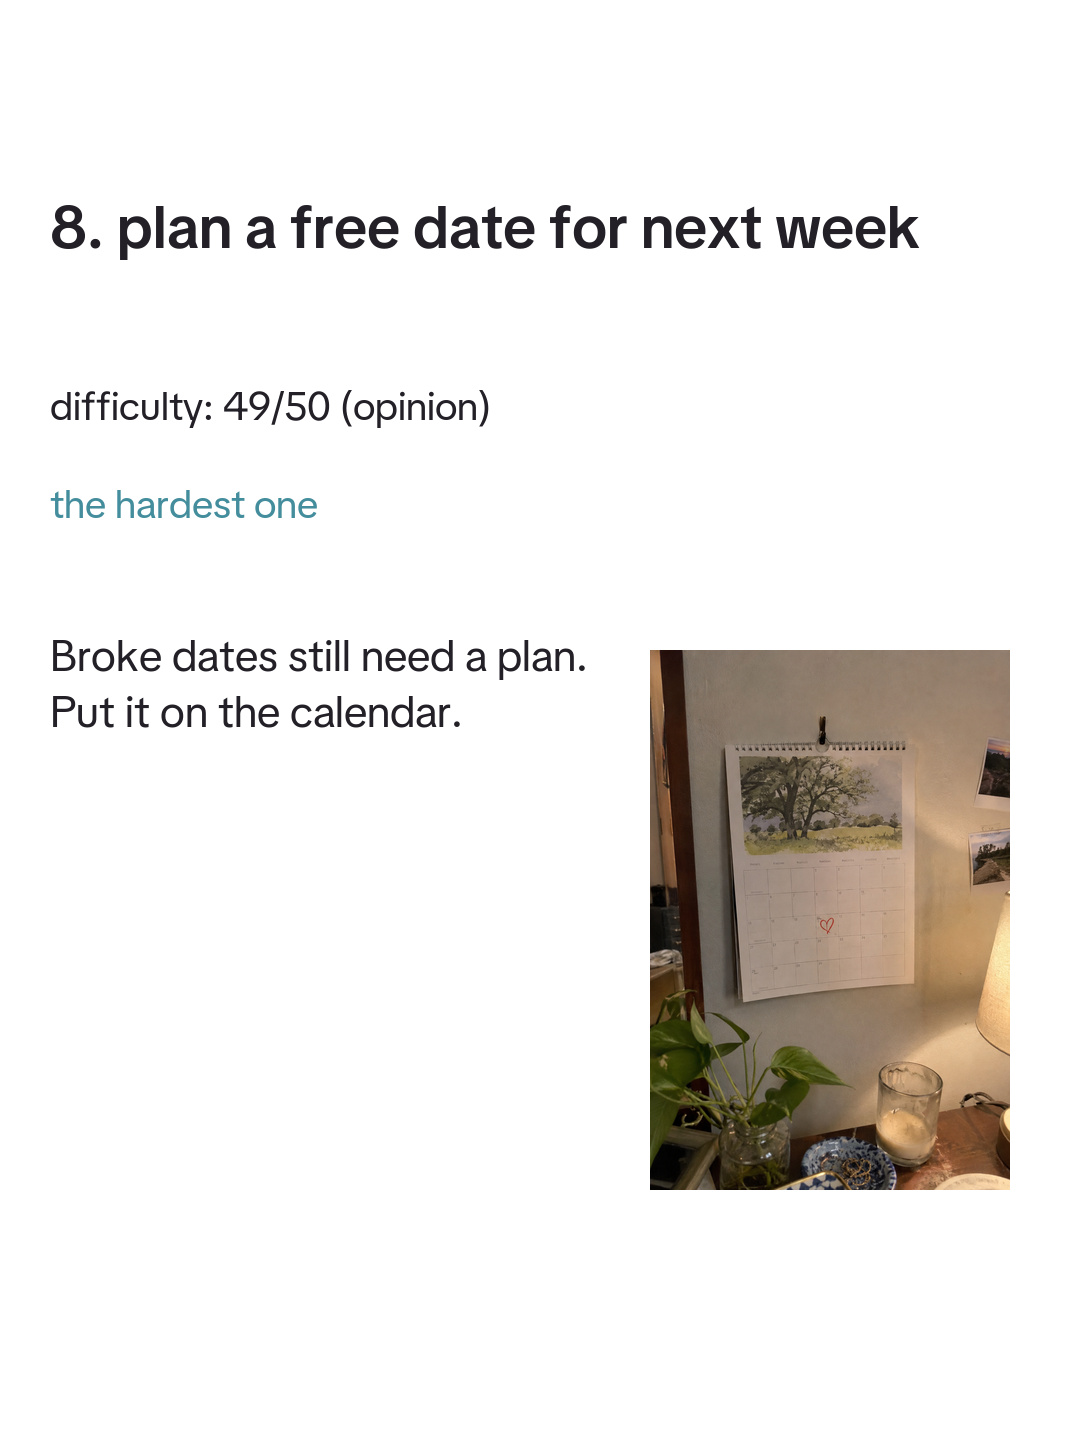 8. plan a free date for next week
difficulty: 49/50 (opinion)
the hardest one
Broke dates still need a plan.
Put it on the calendar.